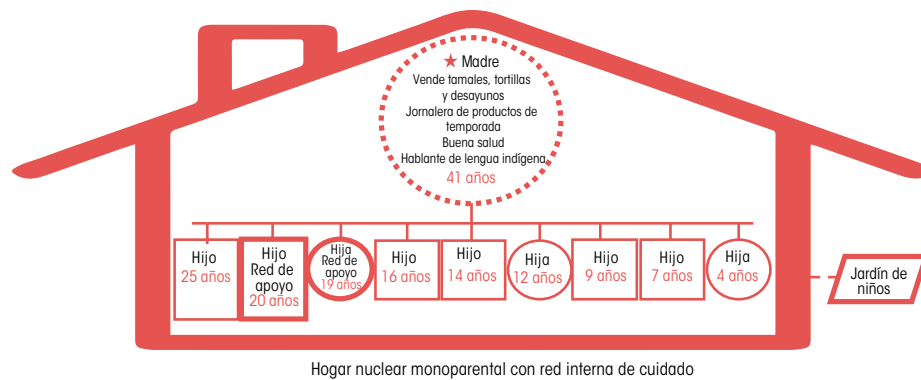 ★ Madre
Vende tamales, tortillas
y desayunos
Jornalera de productos de
temporada
Buena salud
Hablante de lengua indígena
41 años
Hijo
25 años
Hijo
Red de
apoyo
20 años
Hija
Red de
apoyo
19 años
Hijo
16 años
Hijo
14 años
Hija
12 años
Hijo
9 años
Hijo
7 años
Hija
4 años
Jardín de
niños
Hogar nuclear monoparental con red interna de cuidado